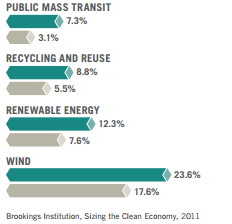 PUBLIC MASS TRANSIT
7.3%
3.1%
RECYCLING AND REUSE
8.8%
5.5%
RENEWABLE ENERGY
12.3%
7.6%
WIND
23.6%
17.6%
Brookings Institution, Sizing the Clean Economy, 2011